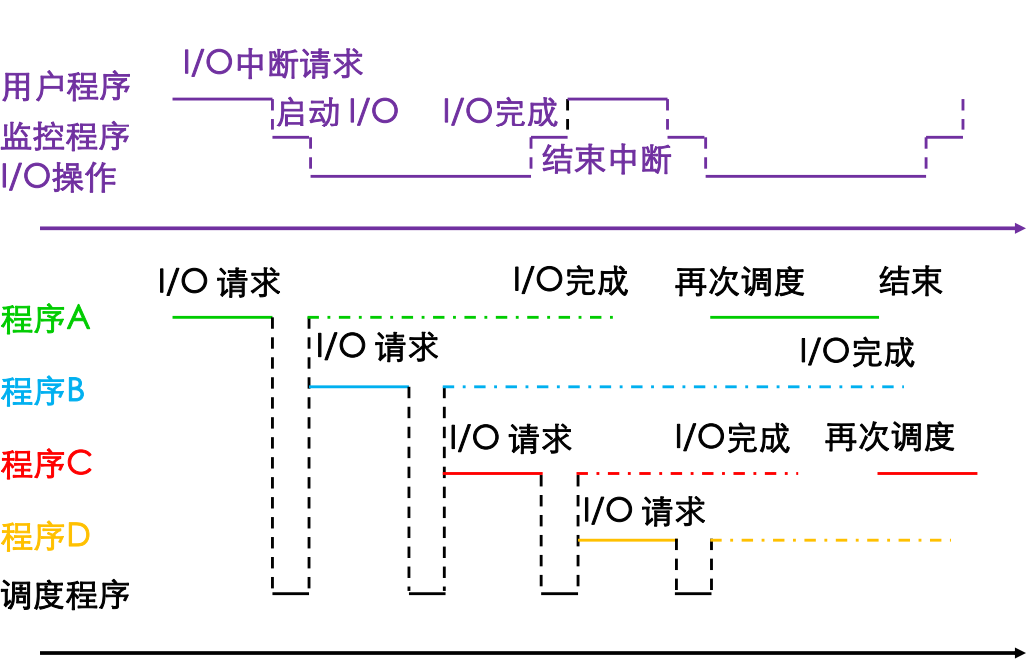 I/O中断请求
用户程序
启动 I/O
I/O完成
监控程序
结束中断
I/O操作
I/O 请求
I/O完成
再次调度
结束
程序A
I/O 请求
I/O完成
程序B
I/O 请求
I/O完成
再次调度
程序C
I/O 请求
程序D
调度程序